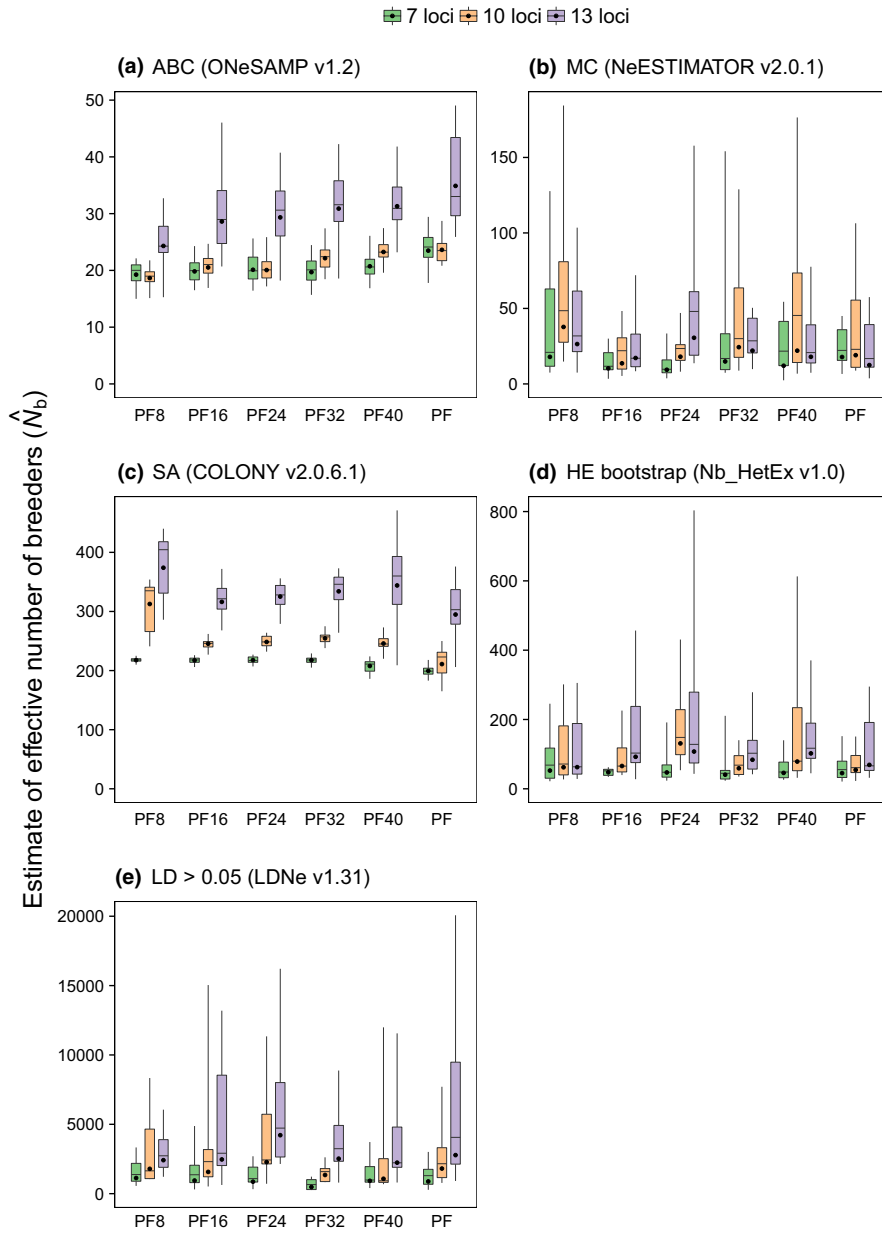 7 loci 10 loci 13 loci
(a) ABC (ONeSAMP v1.2)
50
40
30
20
10
0
PF8 PF16 PF24 PF32 PF40 PF
(b) MC (NeESTIMATOR v2.0.1)
150
100
50
0
PF8 PF16 PF24 PF32 PF40 PF
Estimate of effective number of breeders (N̂b)
(c) SA (COLONY v2.0.6.1)
400
300
200
100
0
PF8 PF16 PF24 PF32 PF40 PF
(d) HE bootstrap (Nb_HetEx v1.0)
800
600
400
200
0
PF8 PF16 PF24 PF32 PF40 PF
(e) LD > 0.05 (LDNe v1.31)
20000
15000
10000
5000
0
PF8 PF16 PF24 PF32 PF40 PF